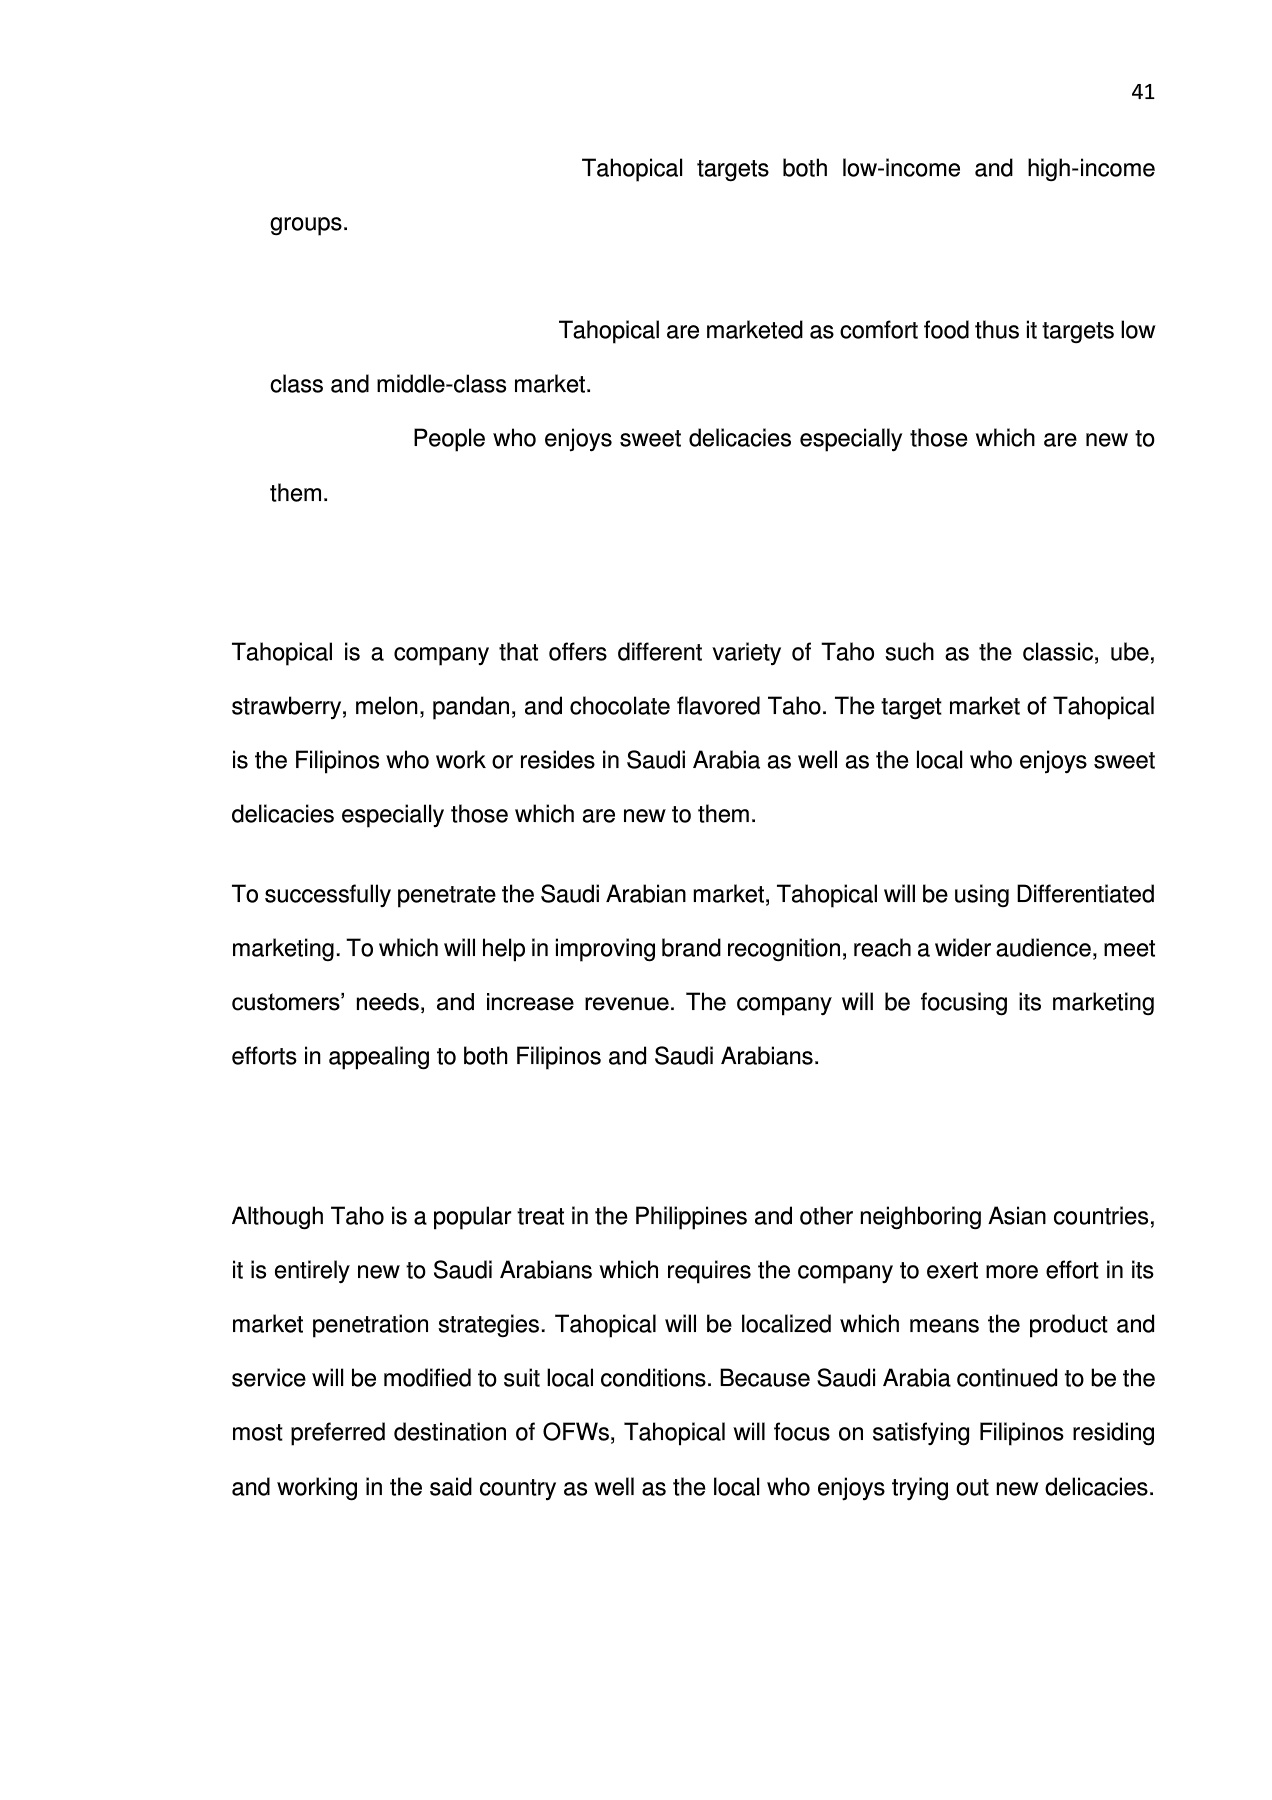 41
Tahopical targets both low-income and high-income
groups.
Tahopical are marketed as comfort food thus it targets low
class and middle-class market.
People who enjoys sweet delicacies especially those which are new to
them.
Tahopical is a company that offers different variety of Taho such as the classic, ube,
strawberry, melon, pandan, and chocolate flavored Taho. The target market of Tahopical
is the Filipinos who work or resides in Saudi Arabia as well as the local who enjoys sweet
delicacies especially those which are new to them.
To successfully penetrate the Saudi Arabian market, Tahopical will be using Differentiated
marketing. To which will help in improving brand recognition, reach a wider audience, meet
customers’ needs, and increase revenue. The company will be focusing its marketing
efforts in appealing to both Filipinos and Saudi Arabians.
Although Taho is a popular treat in the Philippines and other neighboring Asian countries,
it is entirely new to Saudi Arabians which requires the company to exert more effort in its
market penetration strategies. Tahopical will be localized which means the product and
service will be modified to suit local conditions. Because Saudi Arabia continued to be the
most preferred destination of OFWs, Tahopical will focus on satisfying Filipinos residing
and working in the said country as well as the local who enjoys trying out new delicacies.